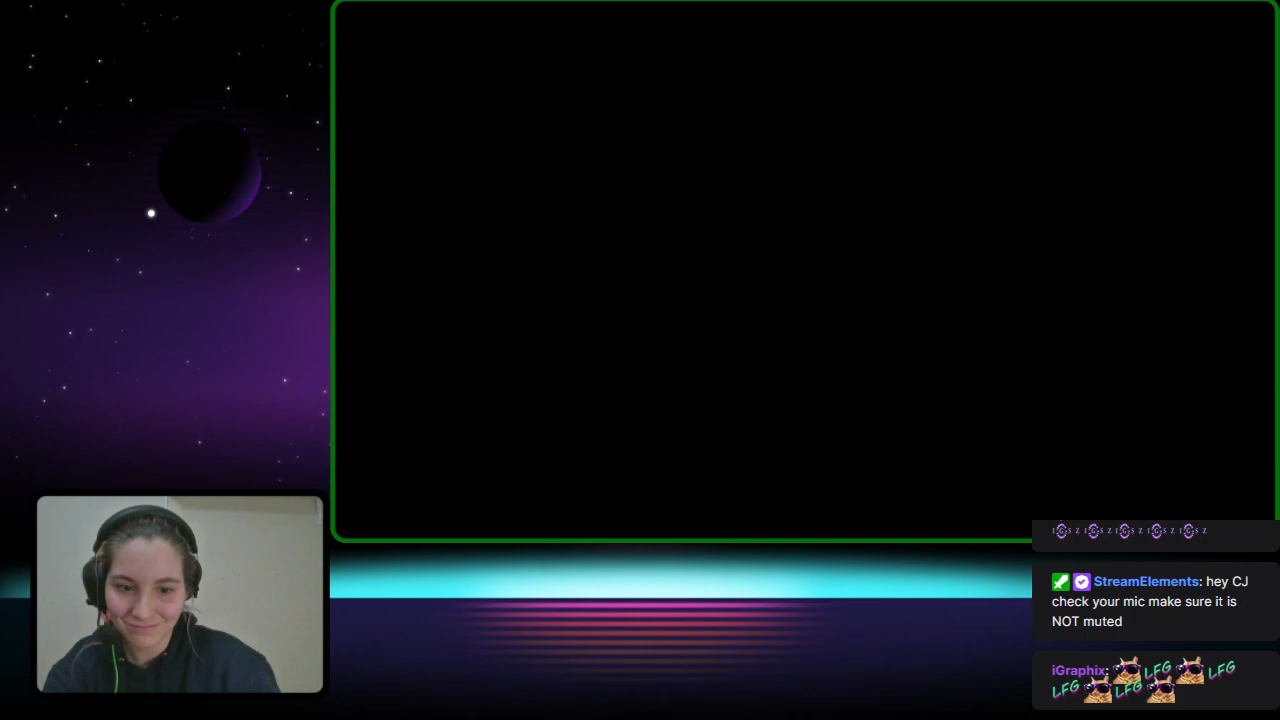 StreamElements: hey CJ
check your mic make sure it is
NOT muted
iGraphix: LFG LFG
LFG LFG